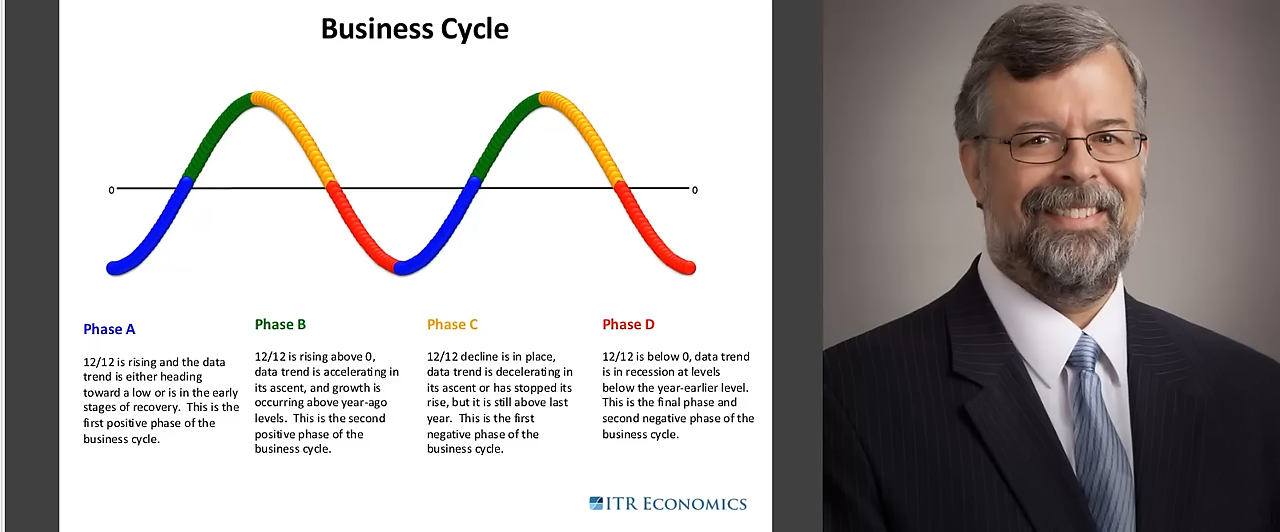 Business Cycle
0
0
Phase A
12/12 is rising and the data
trend is either heading
toward a low or is in the early
stages of recovery. This is the
first positive phase of the
business cycle.
Phase B
12/12 is rising above 0,
data trend is accelerating in
its ascent, and growth is
occurring above year-ago
levels. This is the second
positive phase of the
business cycle.
Phase C
12/12 decline is in place,
data trend is decelerating in
its ascent or has stopped its
rise, but it is still above last
year. This is the first
negative phase of the
business cycle.
Phase D
12/12 is below 0, data trend
is in recession at levels
below the year-earlier level.
This is the final phase and
second negative phase of the
business cycle.
ITR ECONOMICS